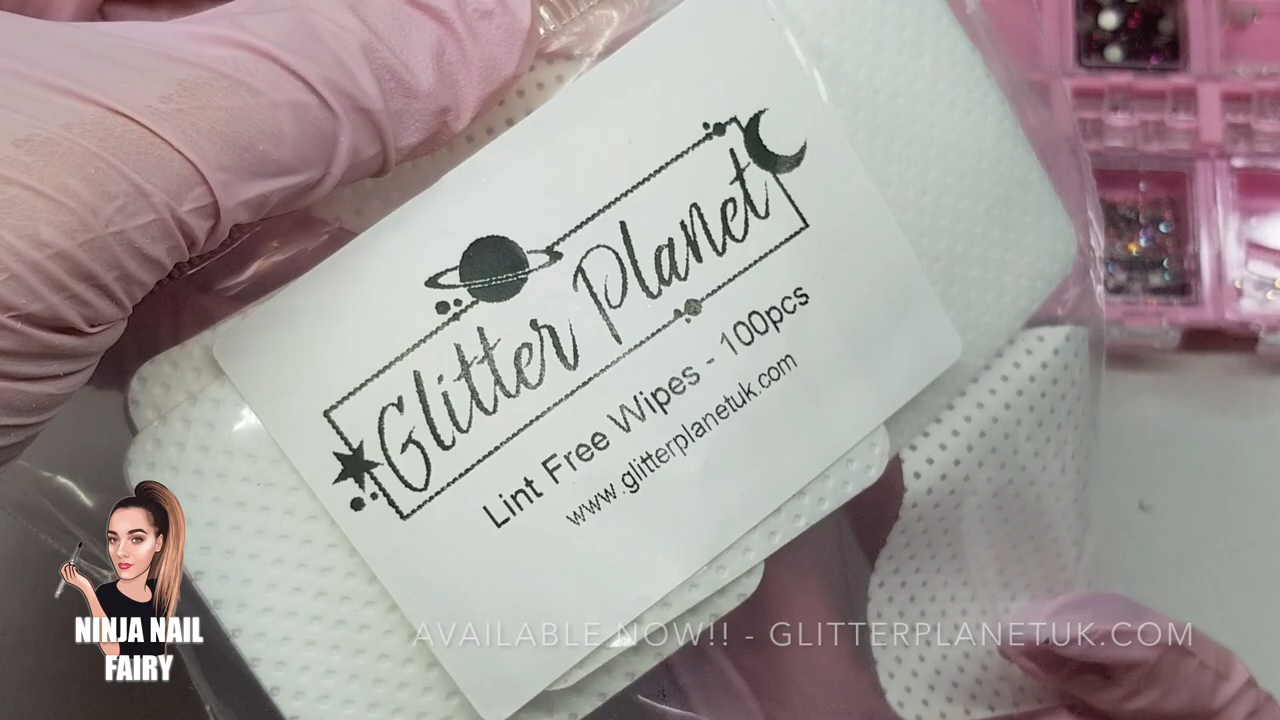 Glitter Planet
Lint Free Wipes - 100pcs
www.glitterplanetuk.com
AVAILABLE NOW!! - GLITTERPLANETUK.COM
NINJA NAIL
FAIRY